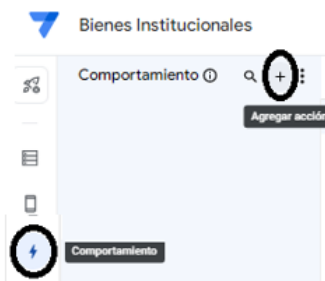 Bienes Institucionales
Comportamiento
Agregar acción
Comportamiento